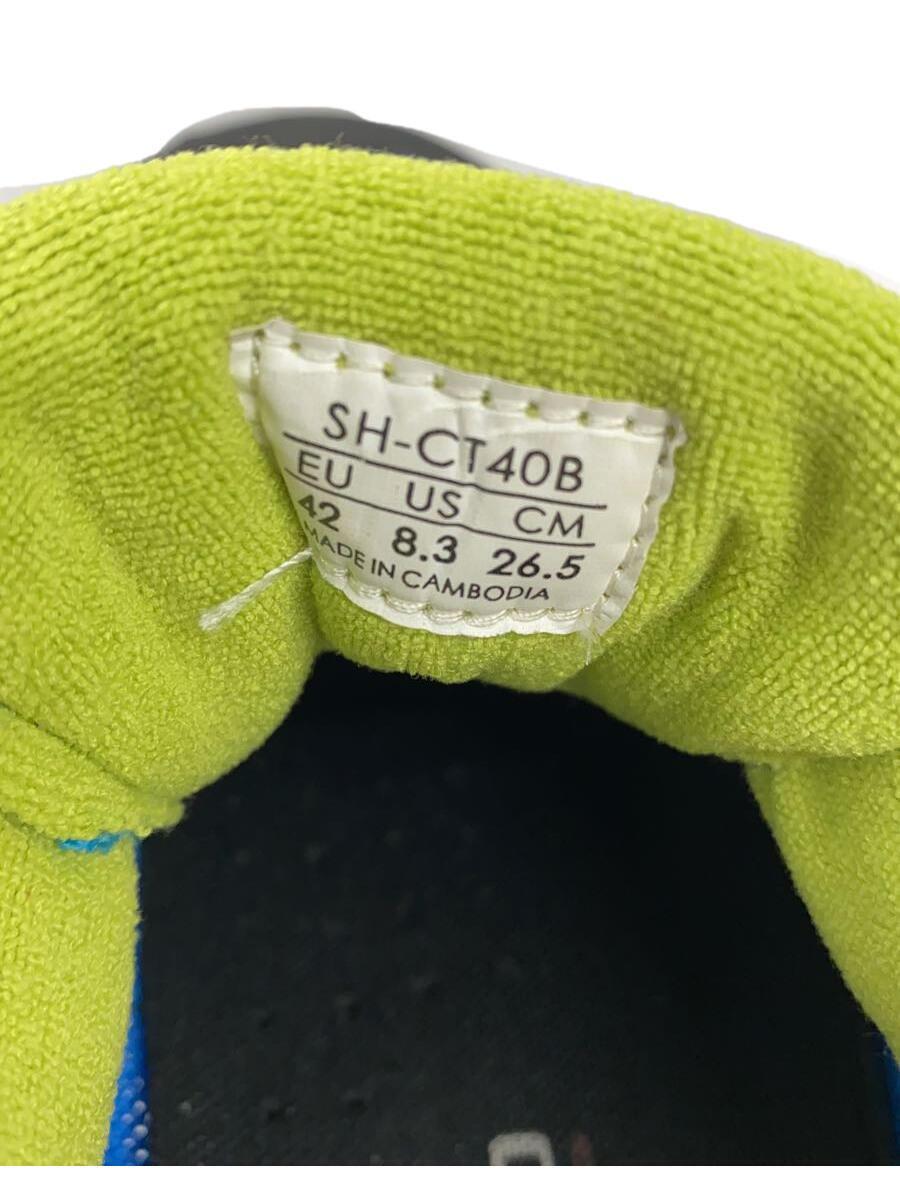 SH-CT40B
EU US CM
42 8.3 26.5
MADE IN CAMBODIA